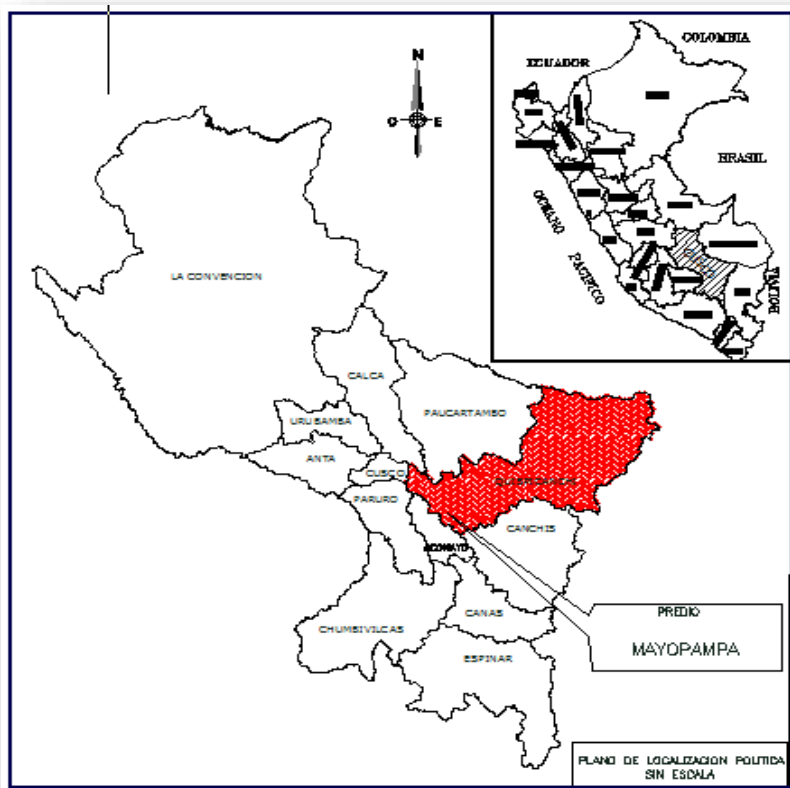 COLOMBIA
ECUADOR
BRASIL
OCEANO
PACIFICO
BOLIVIA
N
O E
LA CONVENCION
CALCA
PAUCARTAMBO
URUBAMBA
ANTA
CUSCO
PARURO
CANCHIS
CANAS
CHUMBIVILCAS
ESPINAR
PREDIO
MAYOPAMPA
PLANO DE LOCALIZACION POLITICA
SIN ESCALA